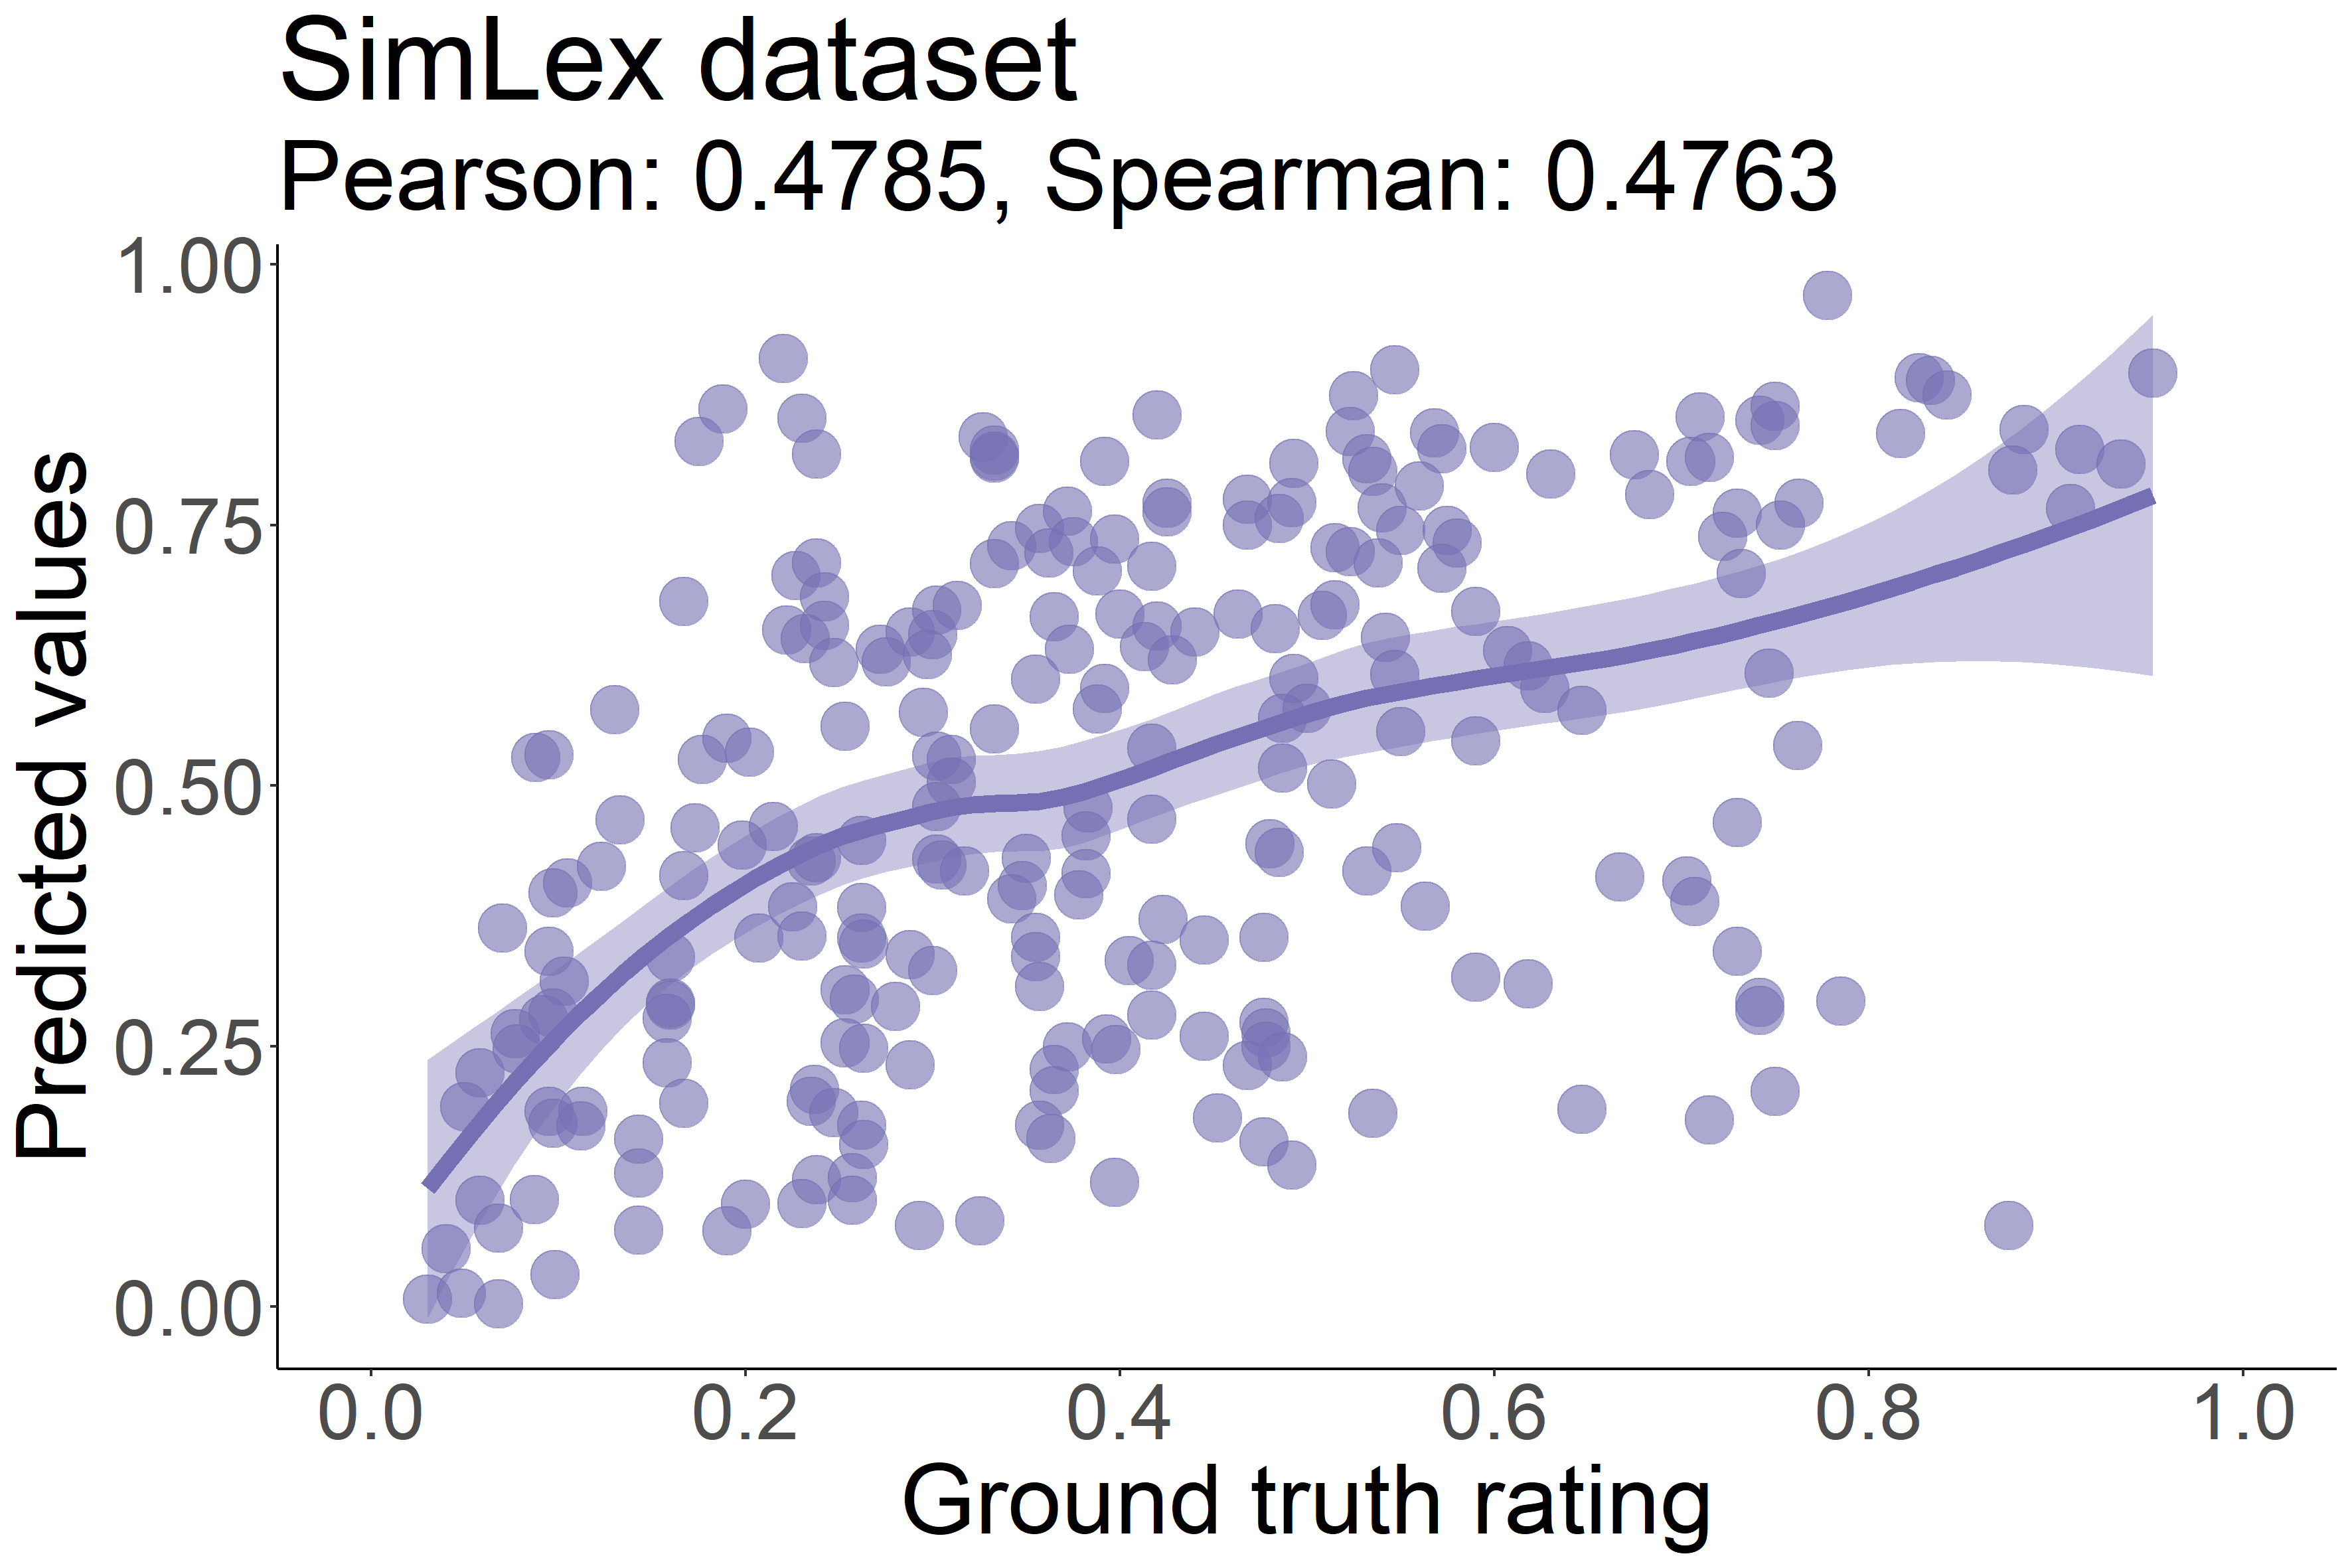 SimLex dataset
Pearson: 0.4785, Spearman: 0.4763
1.00
0.75
0.50
0.25
0.00
Predicted values
0.0 0.2 0.4 0.6 0.8 1.0
Ground truth rating